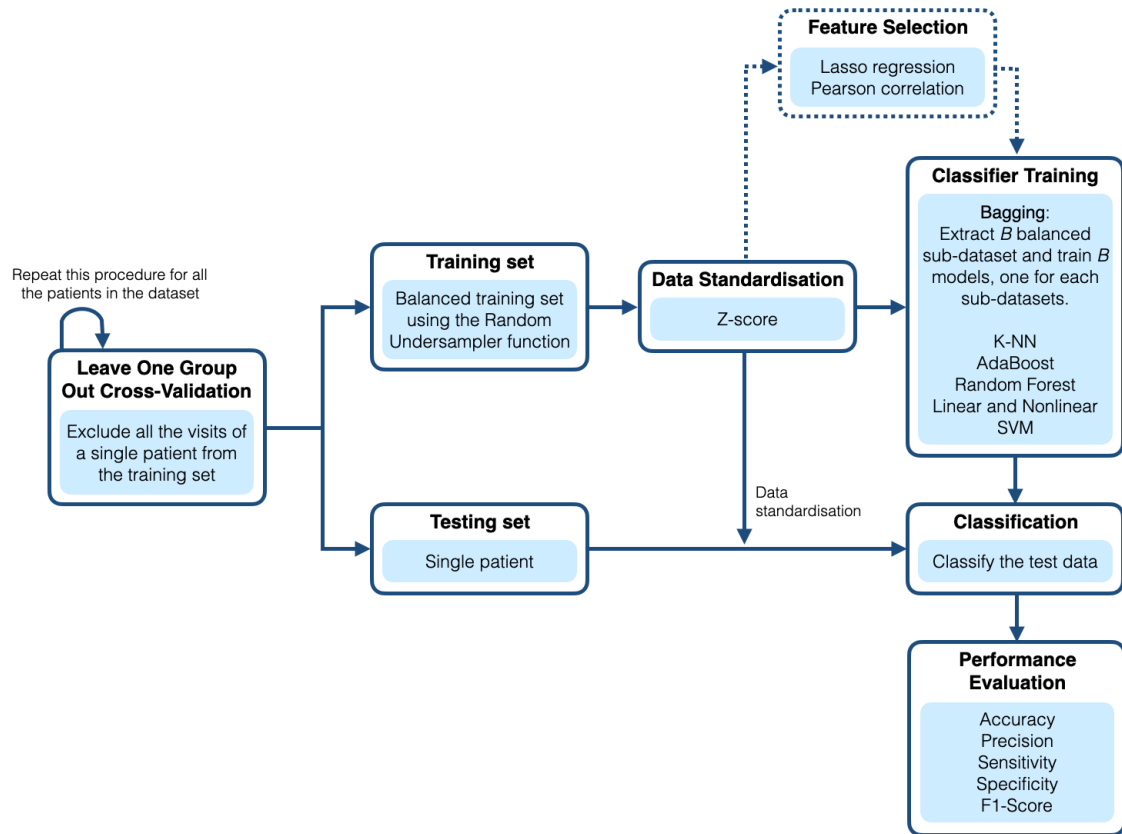 Feature Selection
Lasso regression
Pearson correlation
Classifier Training
Bagging:
Extract B balanced
sub-dataset and train B
models, one for each
sub-datasets.
K-NN
AdaBoost
Random Forest
Linear and Nonlinear
SVM
Training set
Balanced training set
using the Random
Undersampler function
Data Standardisation
Z-score
Repeat this procedure for all
the patients in the dataset
Leave One Group
Out Cross-Validation
Exclude all the visits of
a single patient from
the training set
Data
standardisation
Testing set
Single patient
Classification
Classify the test data
Performance
Evaluation
Accuracy
Precision
Sensitivity
Specificity
F1-Score